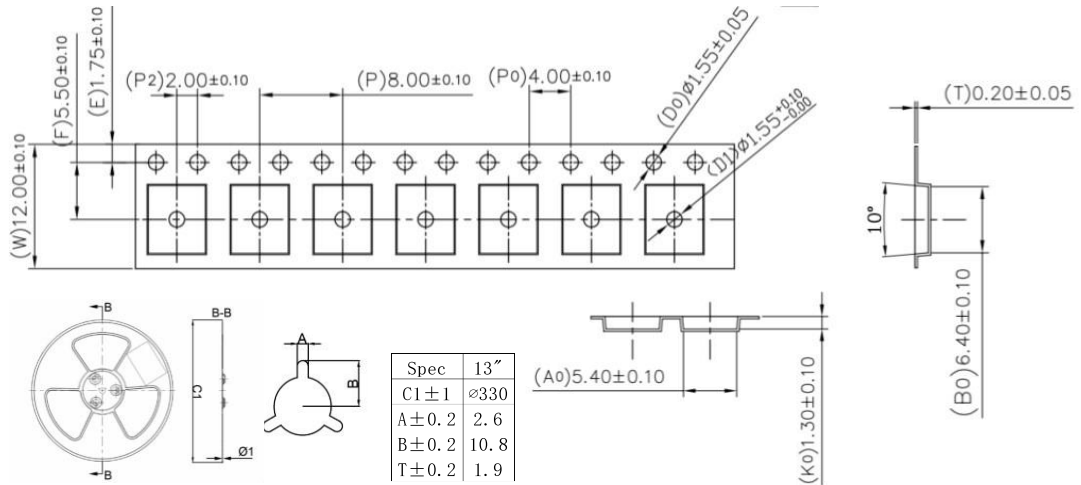 (F)5.50±0.10
(E)1.75±0.10
(P2)2.00±0.10
(P)8.00±0.10
(P0)4.00±0.10
(D0)ø1.55±0.05
(D1)ø1.55+0.10 -0.00
(W)12.00±0.10
(T)0.20±0.05
10°
(B0)6.40±0.10
(A0)5.40±0.10
(K0)1.30±0.10
B
B
C1
B-B
Ø1
A
B
Spec 13″
C1±1 ⌀330
A±0.2 2.6
B±0.2 10.8
T±0.2 1.9